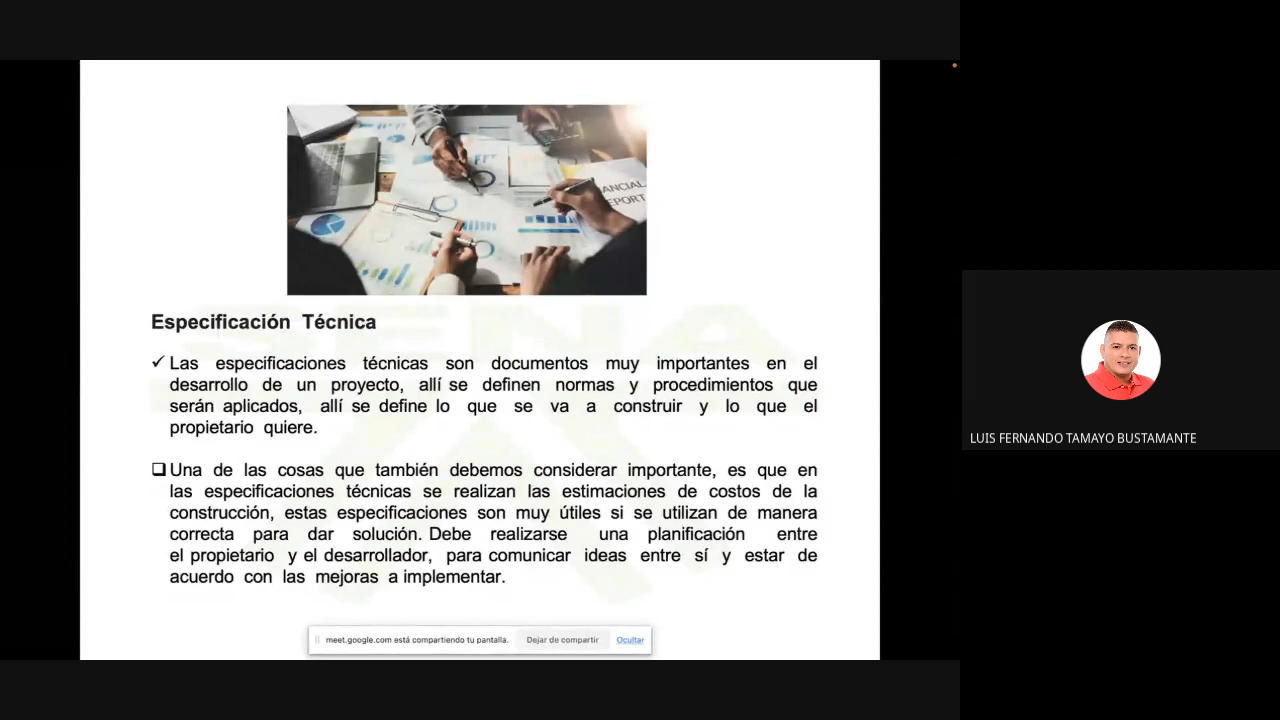 ANCIAL
EPORT
SENA
Especificación Técnica
✓ Las especificaciones técnicas son documentos muy importantes en el
desarrollo de un proyecto, allí se definen normas y procedimientos que
serán aplicados, allí se define lo que se va a construir y lo que el
propietario quiere.
❑ Una de las cosas que también debemos considerar importante, es que en
las especificaciones técnicas se realizan las estimaciones de costos de la
construcción, estas especificaciones son muy útiles si se utilizan de manera
correcta para dar solución. Debe realizarse una planificación entre
el propietario y el desarrollador, para comunicar ideas entre sí y estar de
acuerdo con las mejoras a implementar.
meet.google.com está compartiendo tu pantalla. Dejar de compartir Ocultar
LUIS FERNANDO TAMAYO BUSTAMANTE